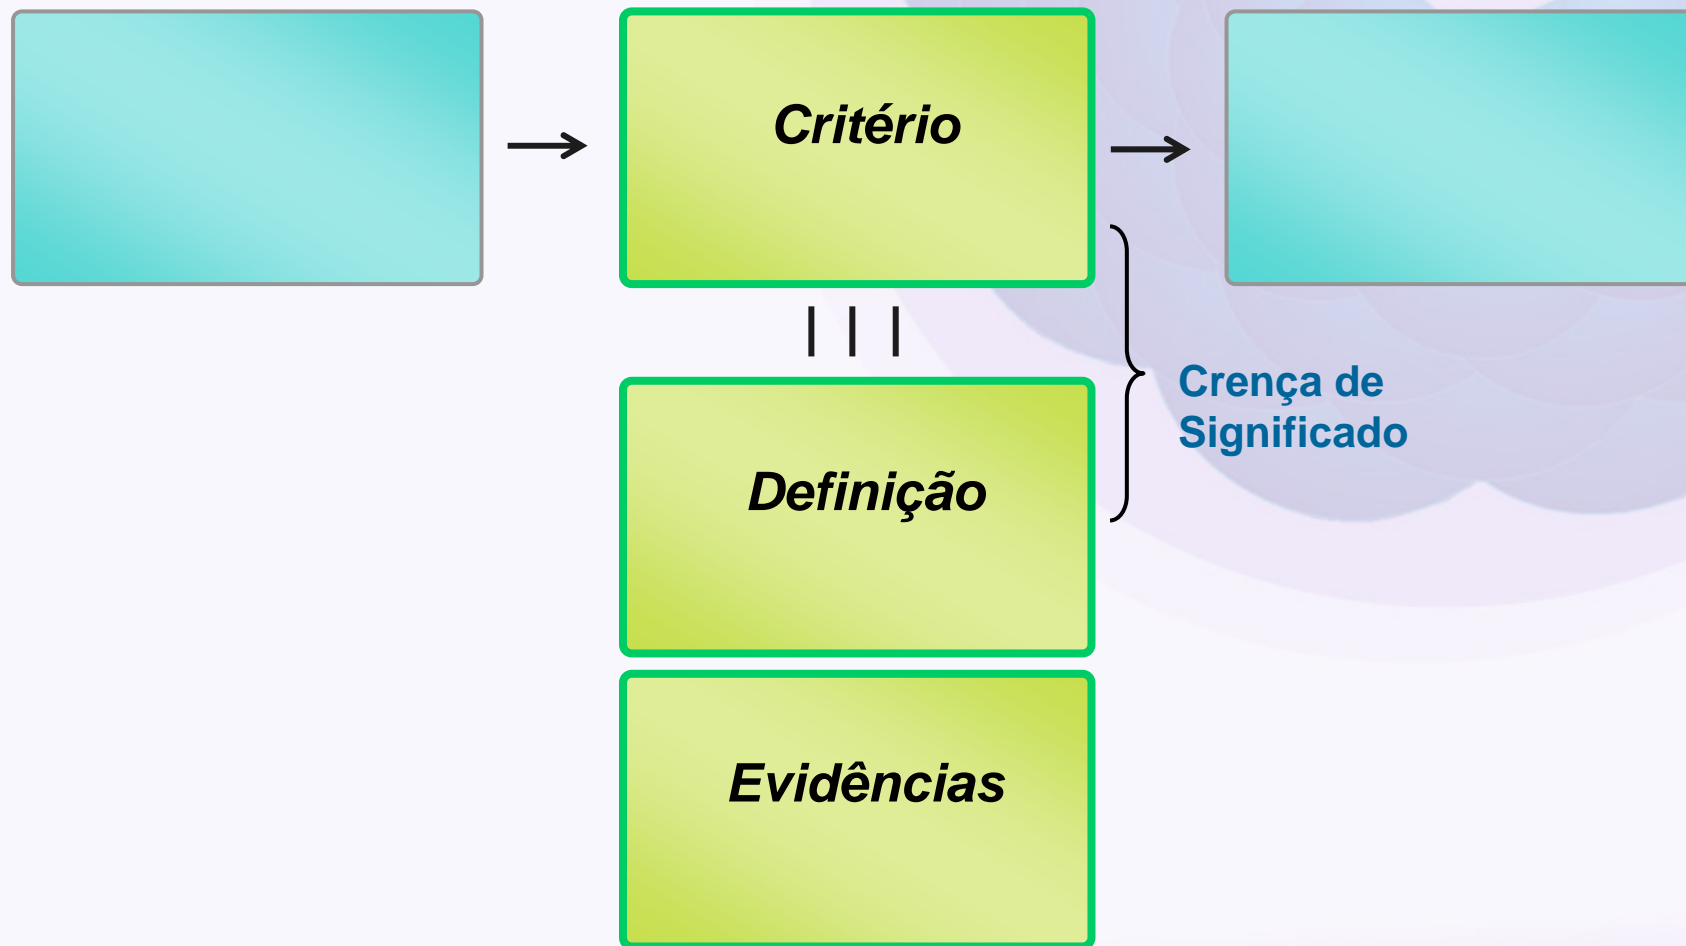 Critério
Crença de
Significado
Definição
Evidências